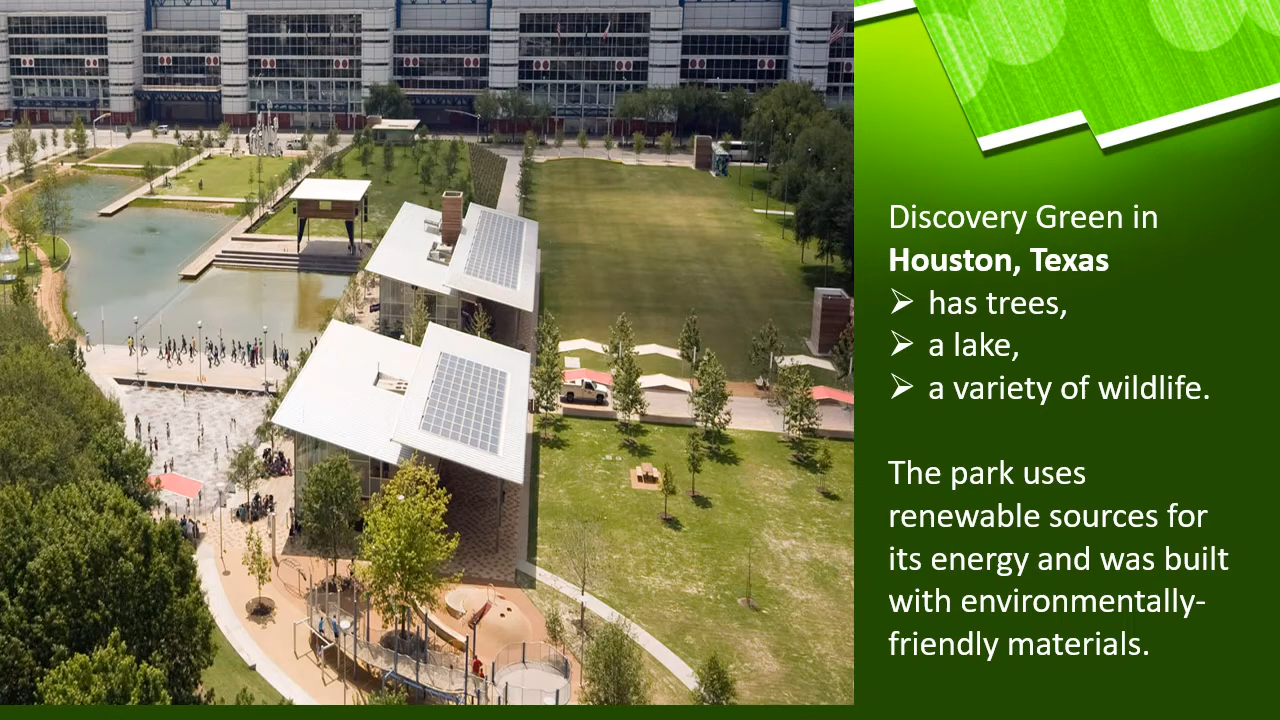 Discovery Green in
Houston, Texas
➢ has trees,
➢ a lake,
➢ a variety of wildlife.
The park uses
renewable sources for
its energy and was built
with environmentally-
friendly materials.